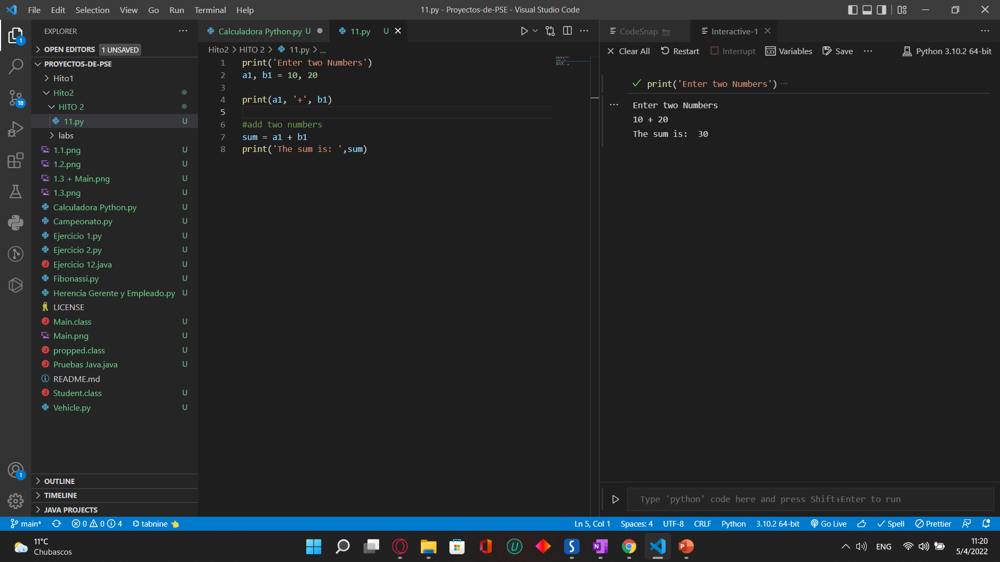 File Edit Selection View Go Run Terminal Help
11.py - Proyectos-de-PSE - Visual Studio Code
EXPLORER
OPEN EDITORS 1 UNSAVED
PROYECTOS-DE-PSE
Hito1
Hito2
HITO 2
11.py U
labs
1.1.png U
1.2.png U
1.3 + Main.png U
1.3.png U
Calculadora Python.py U
Campeonato.py U
Ejercicio 1.py U
Ejercicio 2.py U
Ejercicio 12.java U
Fibonassi.py U
Herencia Gerente y Empleado.py U
LICENSE
Main.class U
Main.png U
propped.class U
Pruebas Java.java U
README.md
Student.class U
Vehicle.py U
OUTLINE
TIMELINE
JAVA PROJECTS
1
18
1
Calculadora Python.py U
11.py U
Hito2 > HITO 2 > 11.py > ...
1 print('Enter two Numbers')
2 a1, b1 = 10, 20
3
4 print(a1, '+', b1)
5
6 #add two numbers
7 sum = a1 + b1
8 print('The sum is: ',sum)
CodeSnap
Interactive-1
Clear All Restart Interrupt Variables Save Python 3.10.2 64-bit
print('Enter two Numbers') ...
Enter two Numbers
10 + 20
The sum is:  30
Type 'python' code here and press Shift+Enter to run
main* 0 0 4 tabnine
Ln 5, Col 1 Spaces: 4 UTF-8 CRLF Python 3.10.2 64-bit Go Live Spell Prettier
11°C
Chubascos
ENG
11:20
5/4/2022